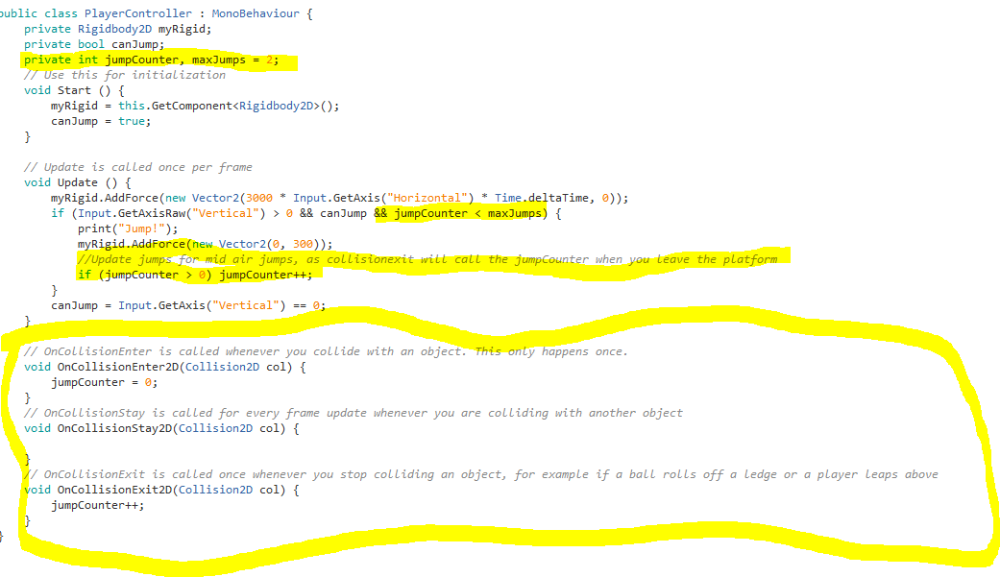 public class PlayerController : MonoBehaviour {
private Rigidbody2D myRigid;
private bool canJump;
private int jumpCounter, maxJumps = 2;
// Use this for initialization
void Start () {
myRigid = this.GetComponent<Rigidbody2D>();
canJump = true;
}
// Update is called once per frame
void Update () {
myRigid.AddForce(new Vector2(3000 * Input.GetAxis("Horizontal") * Time.deltaTime, 0));
if (Input.GetAxisRaw("Vertical") > 0 && canJump && jumpCounter < maxJumps) {
print("Jump!");
myRigid.AddForce(new Vector2(0, 300));
//Update jumps for mid air jumps, as collisionexit will call the jumpCounter when you leave the platform
if (jumpCounter > 0) jumpCounter++;
}
canJump = Input.GetAxis("Vertical") == 0;
}
// OnCollisionEnter is called whenever you collide with an object. This only happens once.
void OnCollisionEnter2D(Collision2D col) {
jumpCounter = 0;
}
// OnCollisionStay is called for every frame update whenever you are colliding with another object
void OnCollisionStay2D(Collision2D col) {
}
// OnCollisionExit is called once whenever you stop colliding an object, for example if a ball rolls off a ledge or a player leaps above
void OnCollisionExit2D(Collision2D col) {
jumpCounter++;
}
}